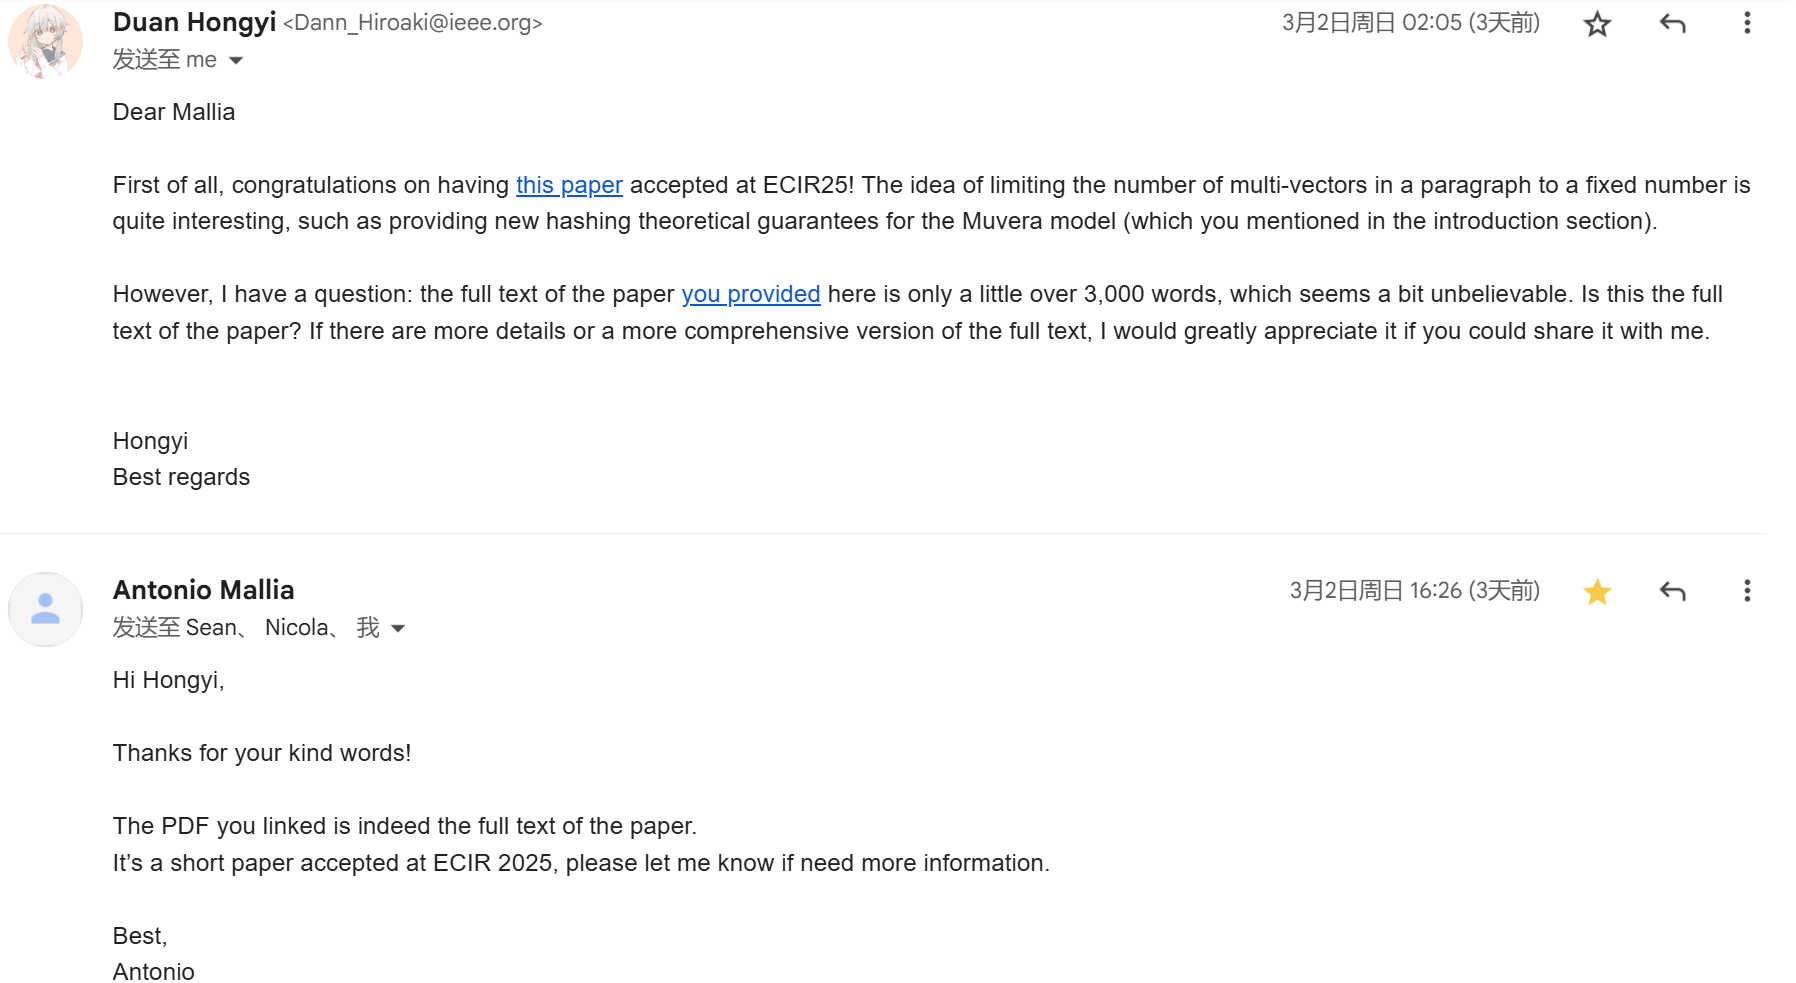 Duan Hongyi <Dann_Hiroaki@ieee.org> 3月2日周日 02:05 (3天前)
发送至 me
Dear Mallia
First of all, congratulations on having this paper accepted at ECIR25! The idea of limiting the number of multi-vectors in a paragraph to a fixed number is
quite interesting, such as providing new hashing theoretical guarantees for the Muvera model (which you mentioned in the introduction section).
However, I have a question: the full text of the paper you provided here is only a little over 3,000 words, which seems a bit unbelievable. Is this the full
text of the paper? If there are more details or a more comprehensive version of the full text, I would greatly appreciate it if you could share it with me.
Hongyi
Best regards
Antonio Mallia 3月2日周日 16:26 (3天前)
发送至 Sean、 Nicola、 我
Hi Hongyi,
Thanks for your kind words!
The PDF you linked is indeed the full text of the paper.
It’s a short paper accepted at ECIR 2025, please let me know if need more information.
Best,
Antonio